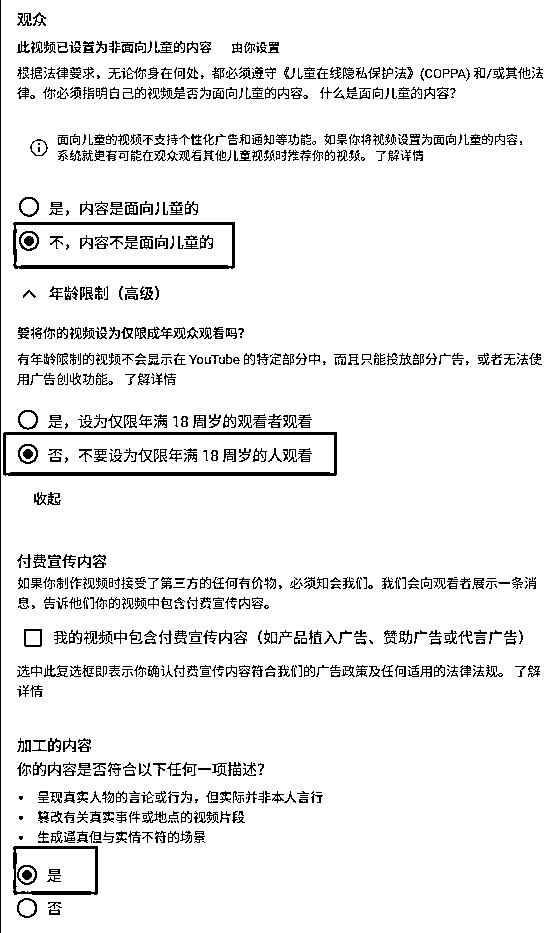 观众
此视频已设置为非面向儿童的内容 由你设置
根据法律要求，无论你身在何处，都必须遵守《儿童在线隐私保护法》(COPPA) 和/或其他法
律。你必须指明自己的视频是否为面向儿童的内容。 什么是面向儿童的内容？
面向儿童的视频不支持个性化广告和通知等功能。如果你将视频设置为面向儿童的内容，
系统就更有可能在观众观看其他儿童视频时推荐你的视频。 了解详情
是，内容是面向儿童的
不，内容不是面向儿童的
年龄限制（高级）
要将你的视频设为仅限成年观众观看吗？
有年龄限制的视频不会显示在 YouTube 的特定部分中，而且只能投放部分广告，或者无法使
用广告创收功能。 了解详情
是，设为仅限年满 18 周岁的观看者观看
否，不要设为仅限年满 18 周岁的人观看
收起
付费宣传内容
如果你制作视频时接受了第三方的任何有价物，必须知会我们。我们会向观看者展示一条消
息，告诉他们你的视频中包含付费宣传内容。
我的视频中包含付费宣传内容（如产品植入广告、赞助广告或代言广告）
选中此复选框即表示你确认付费宣传内容符合我们的广告政策及任何适用的法律法规。 了解
详情
加工的内容
你的内容是否符合以下任何一项描述？
• 呈现真实人物的言论或行为，但实际并非本人言行
• 篡改有关真实事件或地点的视频片段
• 生成逼真但与实情不符的场景
是
否